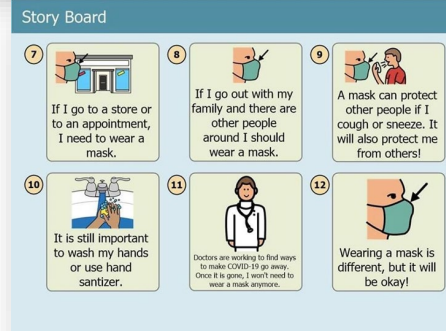 Story Board
7
If I go to a store or
to an appointment,
I need to wear a
mask.
8
If I go out with my
family and there are
other people
around I should
wear a mask.
9
A mask can protect
other people if I
cough or sneeze. It
will also protect me
from others!
10
It is still important
to wash my hands
or use hand
santizer.
11
Doctors are working to find ways
to make COVID-19 go away.
Once it is gone, I won't need to
wear a mask anymore.
12
Wearing a mask is
different, but it will
be okay!